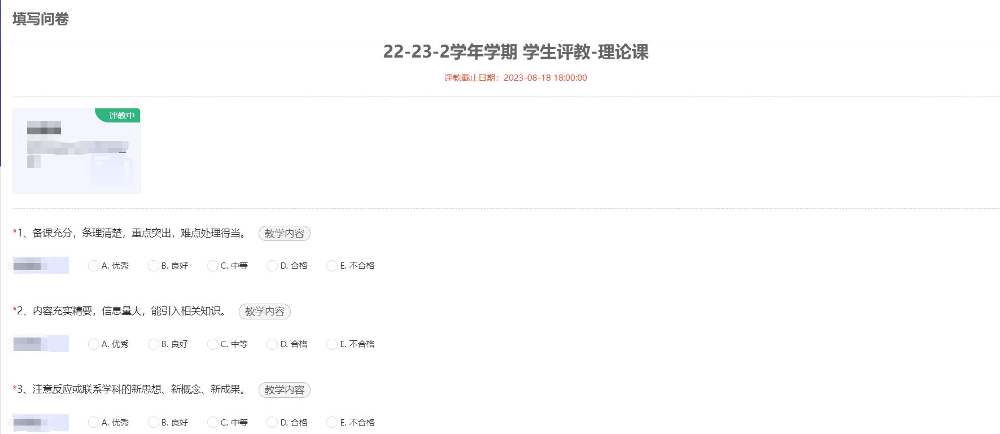 填写问卷
22-23-2学年学期 学生评教-理论课
评教截止日期：2023-08-18 18:00:00
评教中
*1、备课充分，条理清楚，重点突出，难点处理得当。 教学内容
A. 优秀 B. 良好 C. 中等 D. 合格 E. 不合格
*2、内容充实精要，信息量大，能引入相关知识。 教学内容
A. 优秀 B. 良好 C. 中等 D. 合格 E. 不合格
*3、注意反应或联系学科的新思想、新概念、新成果。 教学内容
A. 优秀 B. 良好 C. 中等 D. 合格 E. 不合格